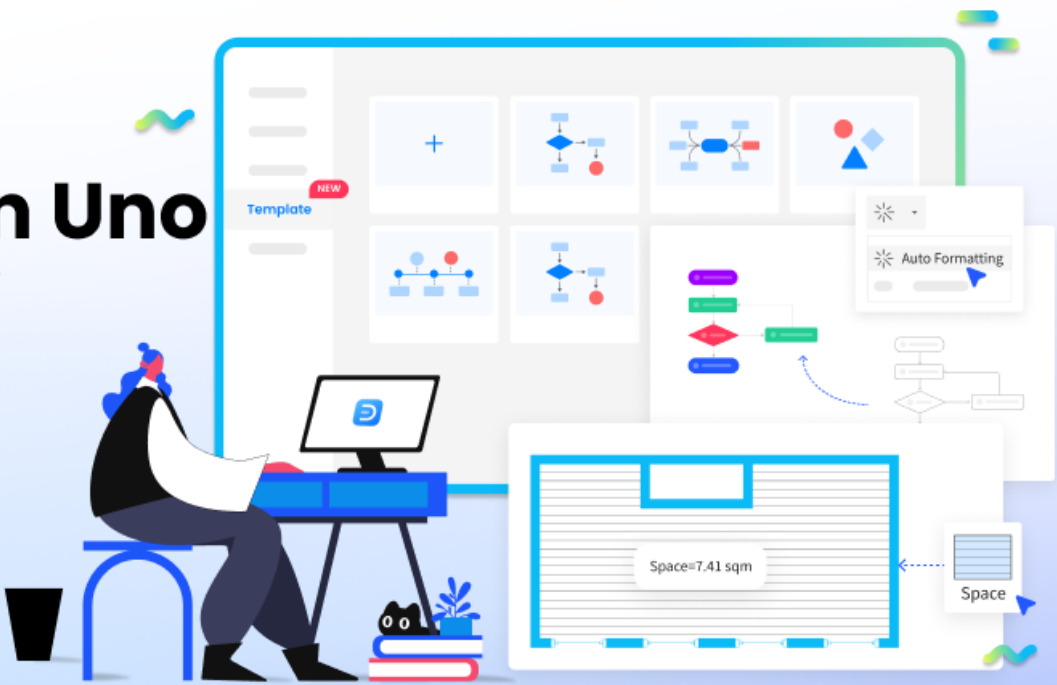 n Uno
NEW
Template
Auto Formatting
Space=7.41 sqm
Space